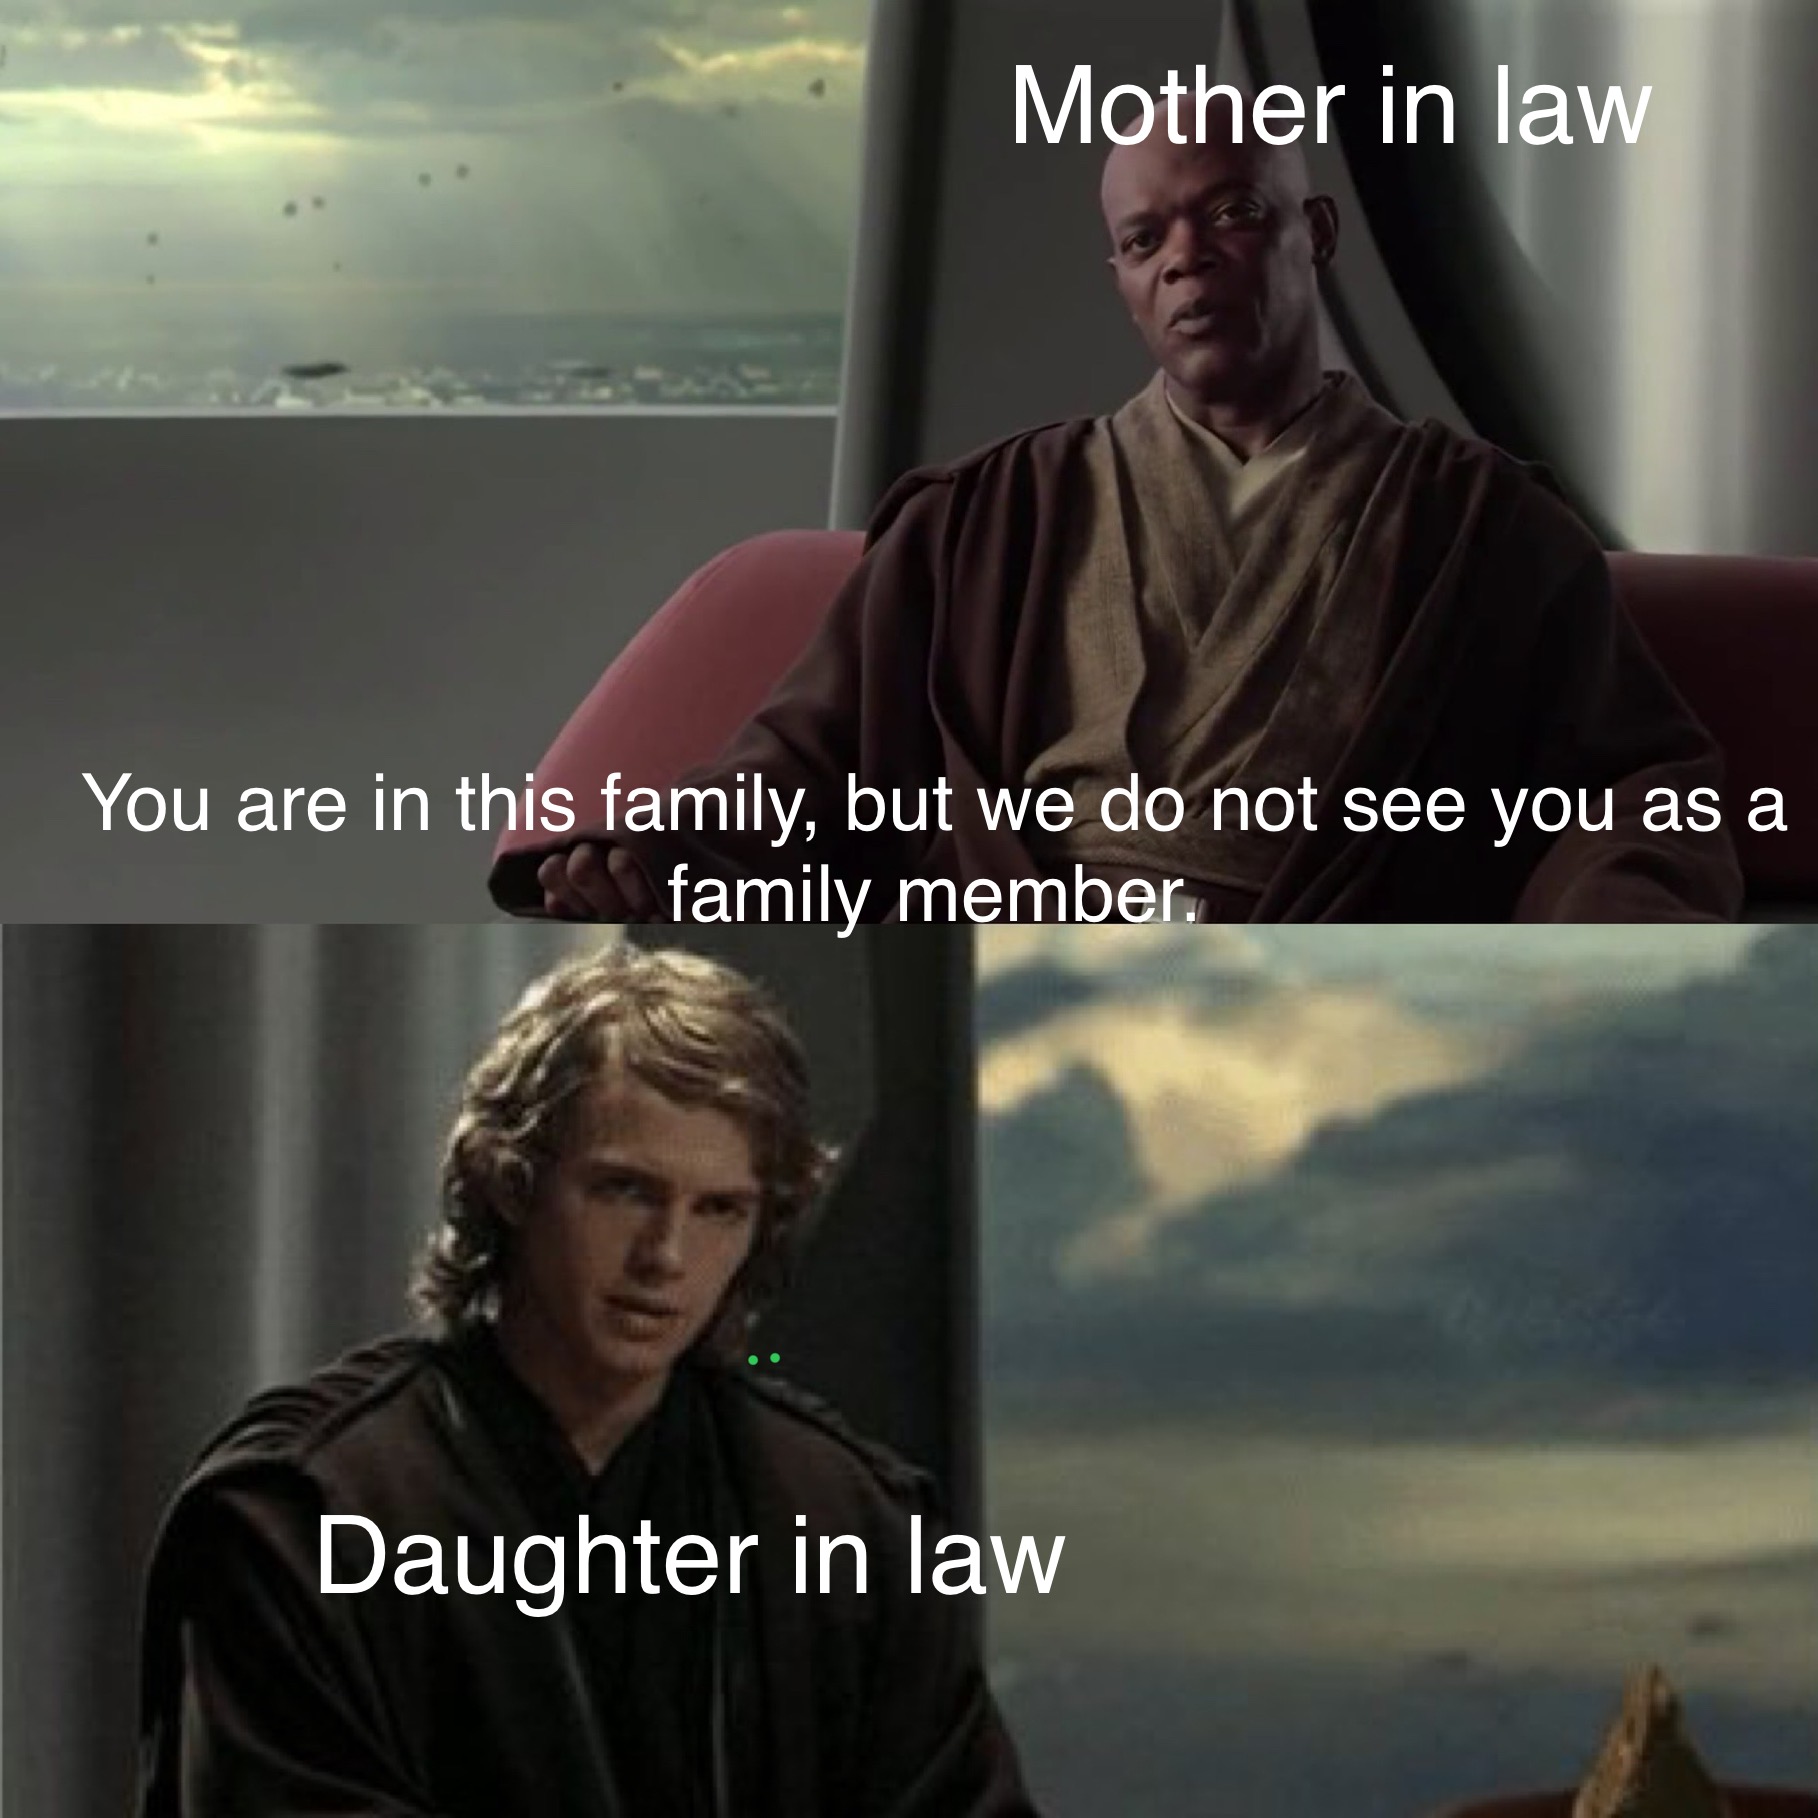 Mother in law
You are in this family, but we do not see you as a
family member.
Daughter in law